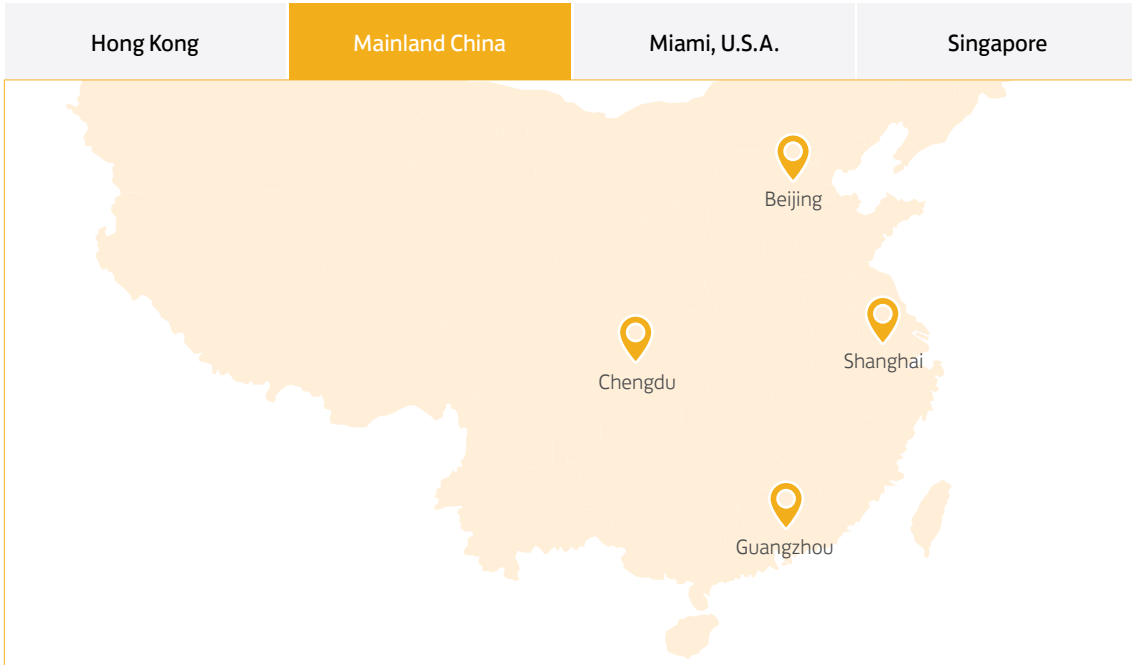 Hong Kong
Mainland China
Miami, U.S.A.
Singapore
Beijing
Shanghai
Chengdu
Guangzhou